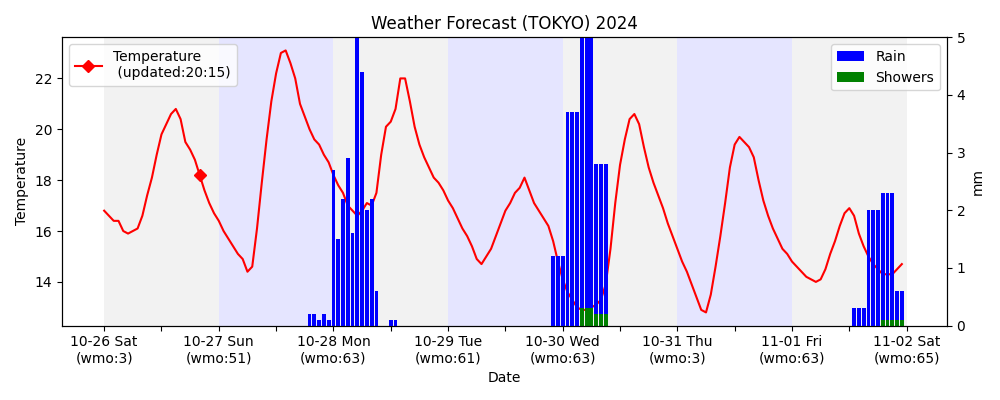 Weather Forecast (TOKYO) 2024
Temperature
(updated:20:15)
Rain
Showers
Temperature
22
20
18
16
14
5
4
3
2
1
0
mm
10-26 Sat
(wmo:3)
10-27 Sun
(wmo:51)
10-28 Mon
(wmo:63)
10-29 Tue
(wmo:61)
10-30 Wed
(wmo:63)
10-31 Thu
(wmo:3)
11-01 Fri
(wmo:63)
11-02 Sat
(wmo:65)
Date